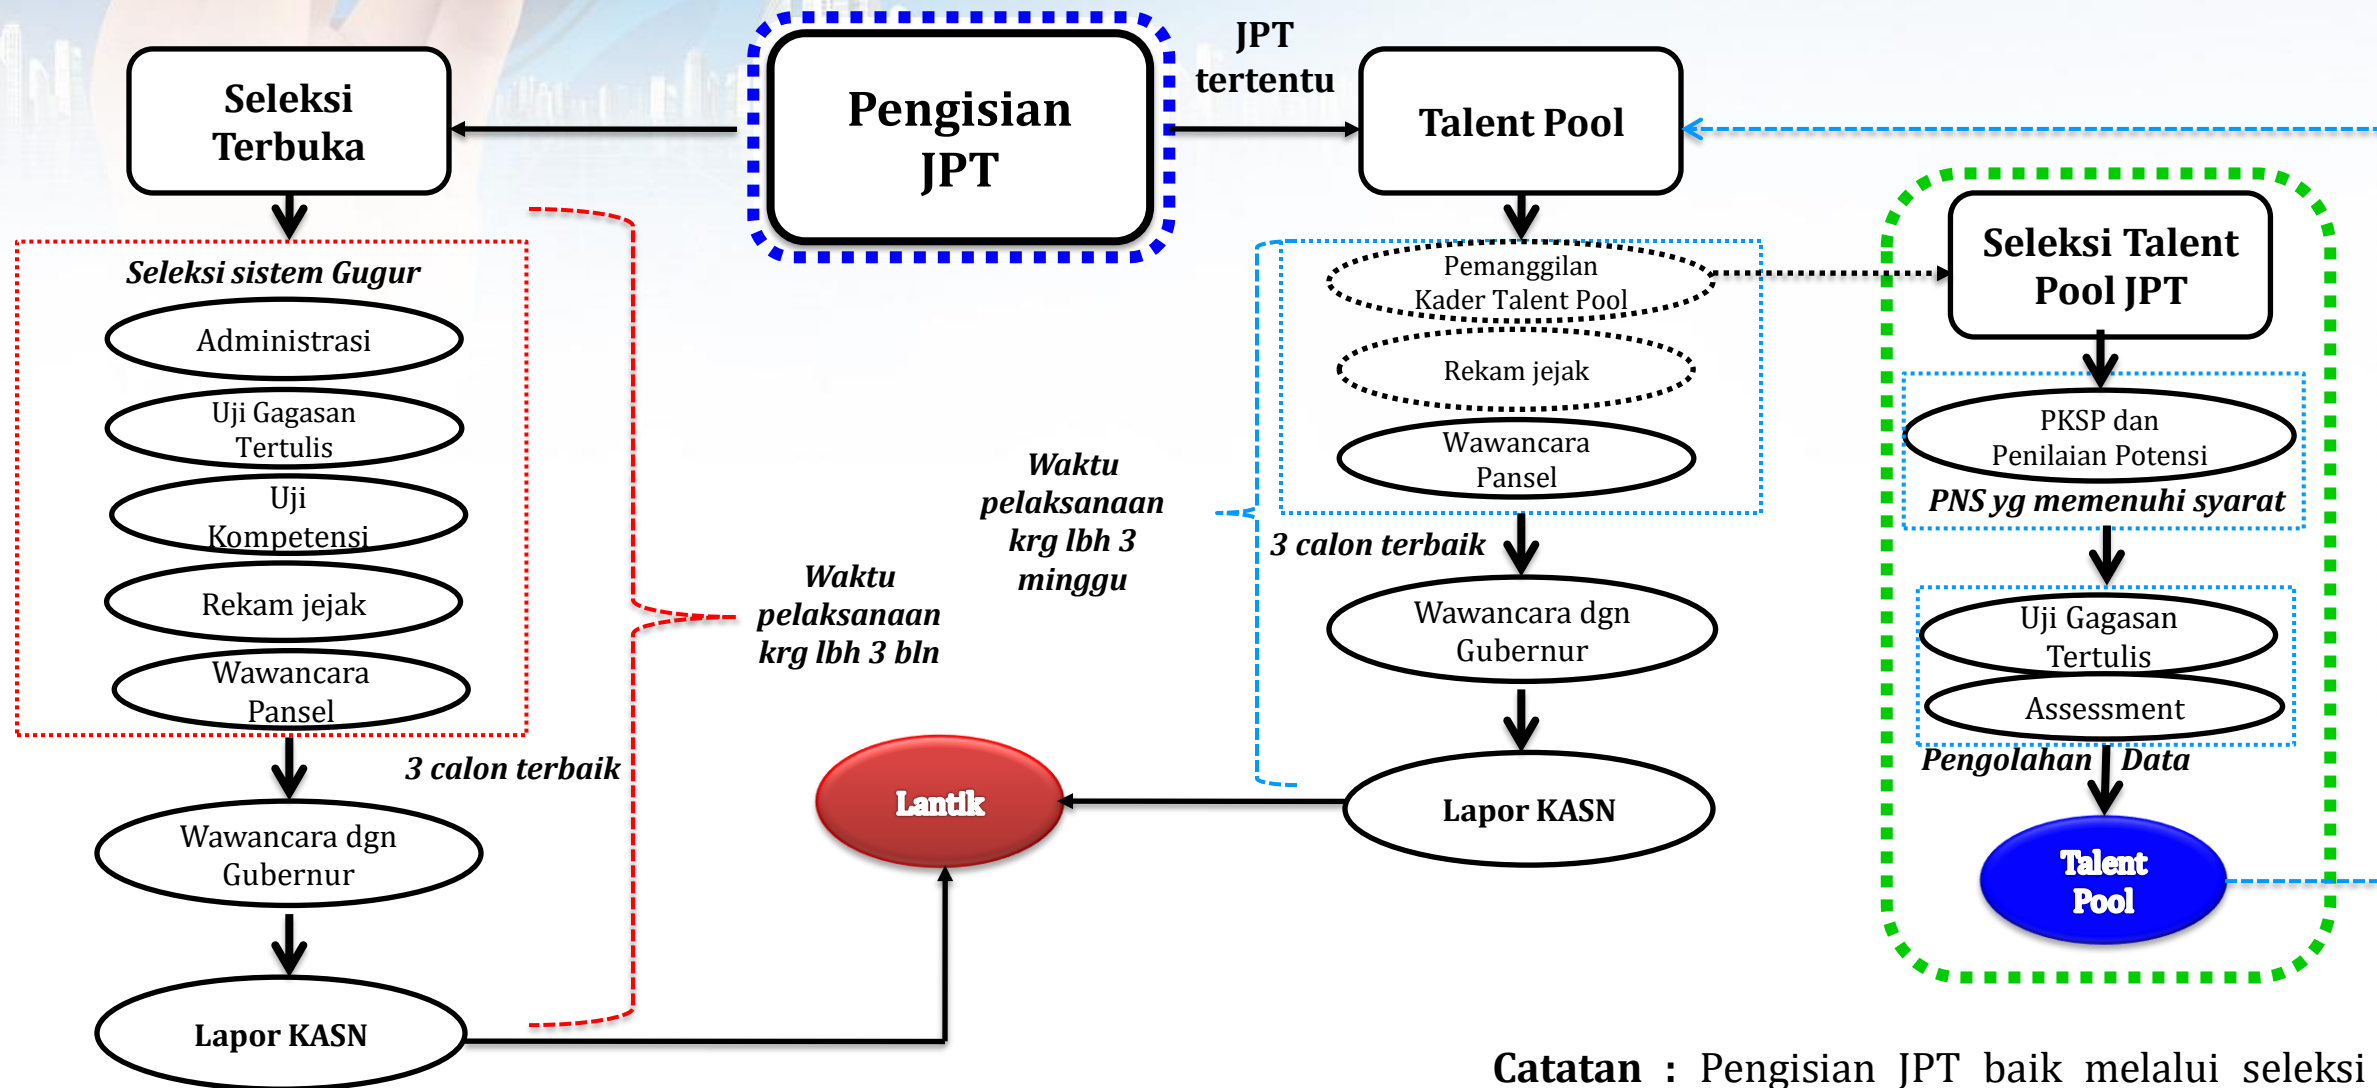 Seleksi
Terbuka
Seleksi sistem Gugur
Administrasi
Uji Gagasan
Tertulis
Uji
Kompetensi
Rekam jejak
Wawancara
Pansel
3 calon terbaik
Wawancara dgn
Gubernur
Lapor KASN
Waktu
pelaksanaan
krg lbh 3 bln
Pengisian
JPT
JPT
tertentu
Talent Pool
Pemanggilan
Kader Talent Pool
Rekam jejak
Wawancara
Pansel
Waktu
pelaksanaan
krg lbh 3
minggu
3 calon terbaik
Wawancara dgn
Gubernur
Lapor KASN
Lantik
Seleksi Talent
Pool JPT
PKSP dan
Penilaian Potensi
PNS yg memenuhi syarat
Uji Gagasan
Tertulis
Assessment
Pengolahan Data
Talent
Pool
Catatan : Pengisian JPT baik melalui seleksi